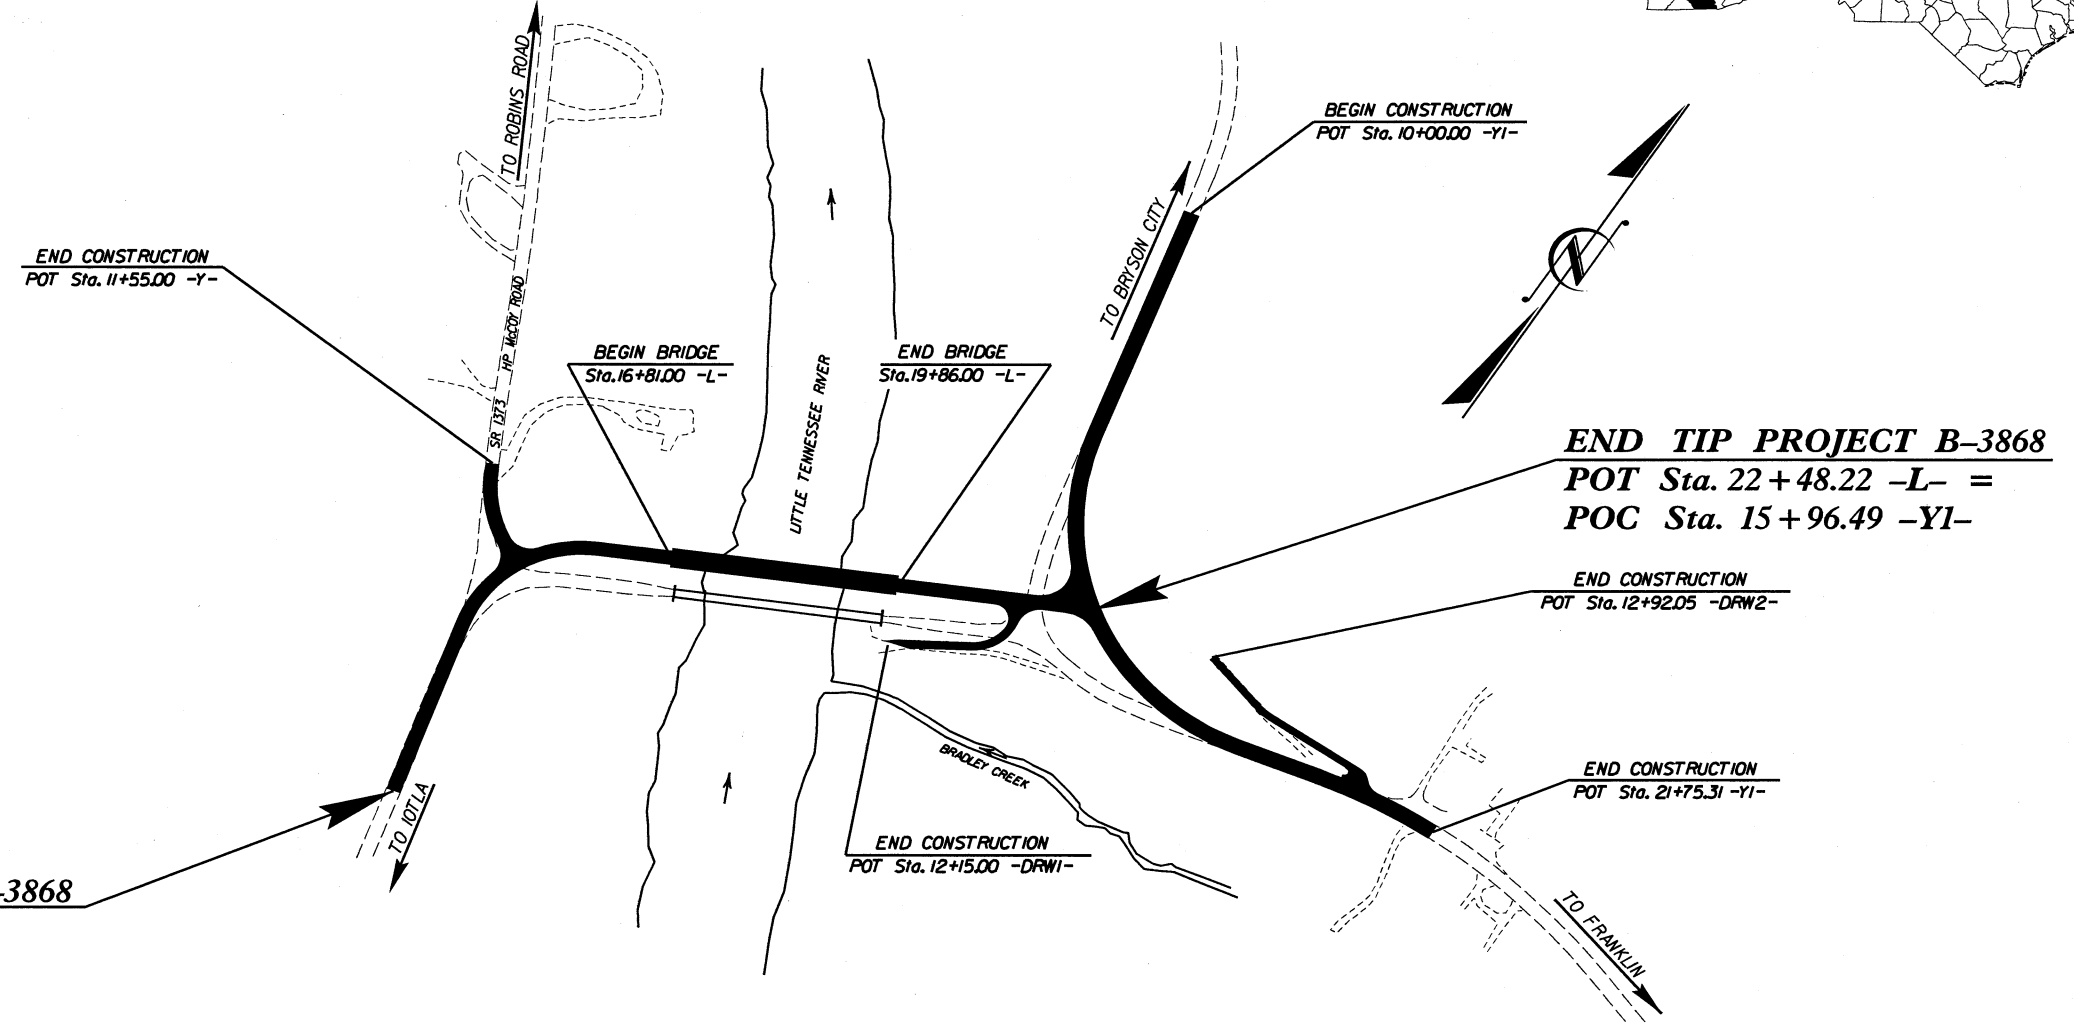 TO ROBINS ROAD
BEGIN CONSTRUCTION
POT Sta. 10+00.00 -Y1-
TO BRYSON CITY
N
END CONSTRUCTION
POT Sta. 11+55.00 -Y-
SR 1373 HP McCOY ROAD
BEGIN BRIDGE
Sta. 16+81.00 -L-
LITTLE TENNESSEE RIVER
END BRIDGE
Sta. 19+86.00 -L-
END TIP PROJECT B-3868
POT Sta. 22+48.22 -L- =
POC Sta. 15+96.49 -Y1-
END CONSTRUCTION
POT Sta. 12+92.05 -DRW2-
BRADLEY CREEK
END CONSTRUCTION
POT Sta. 21+75.31 -Y1-
TO IOTLA
END CONSTRUCTION
POT Sta. 12+15.00 -DRW1-
-3868
TO FRANKLIN